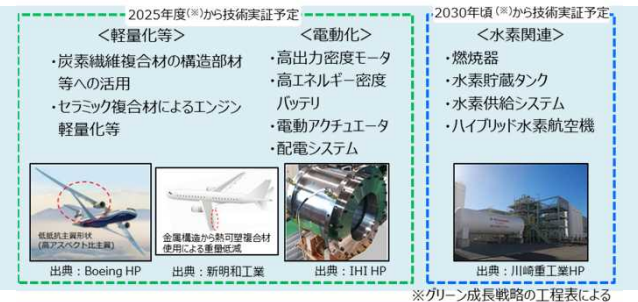 2025年度(※)から技術実証予定
<軽量化等>
・炭素繊維複合材の構造部材
等への活用
・セラミック複合材によるエンジン
軽量化等
低抵抗主翼形状
(高アスペクト比主翼)
出典：Boeing HP
金属構造から熱可塑複合材
使用による重量低減
出典：新明和工業
<電動化>
・高出力密度モータ
・高エネルギー密度
バッテリ
・電動アクチュエータ
・配電システム
出典：IHI HP
2030年頃(※)から技術実証予定
<水素関連>
・燃焼器
・水素貯蔵タンク
・水素供給システム
・ハイブリッド水素航空機
出典：川崎重工業HP
※グリーン成長戦略の工程表による